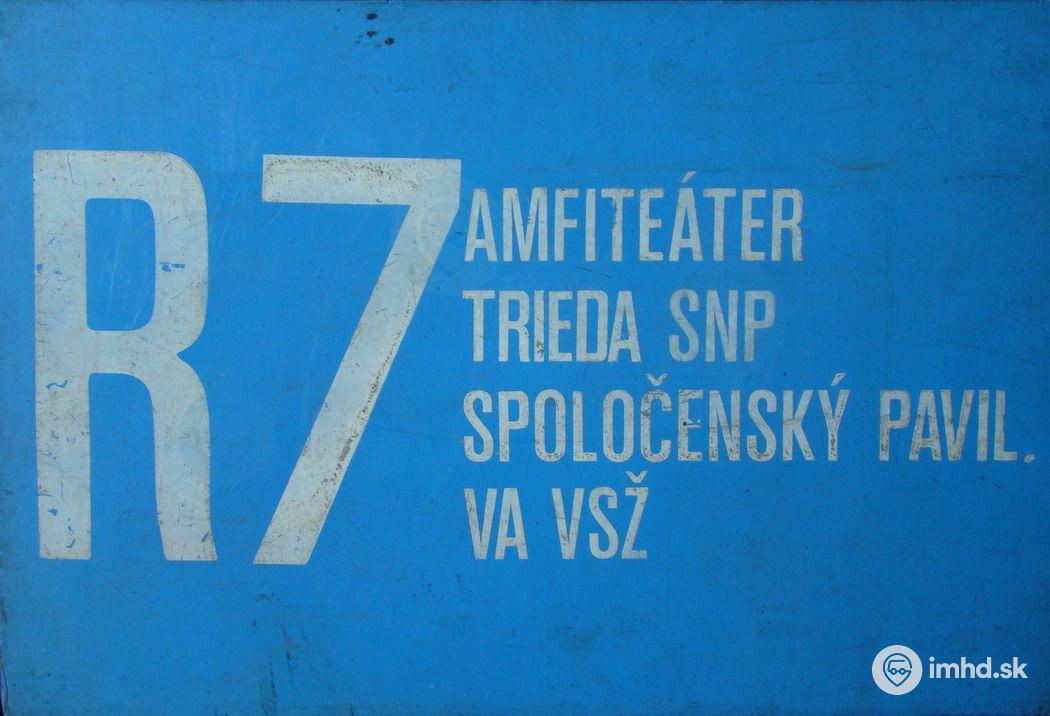 R7
AMFITEÁTER
TRIEDA SNP
SPOLOČENSKÝ PAVIL.
VA VSŽ
imhd.sk